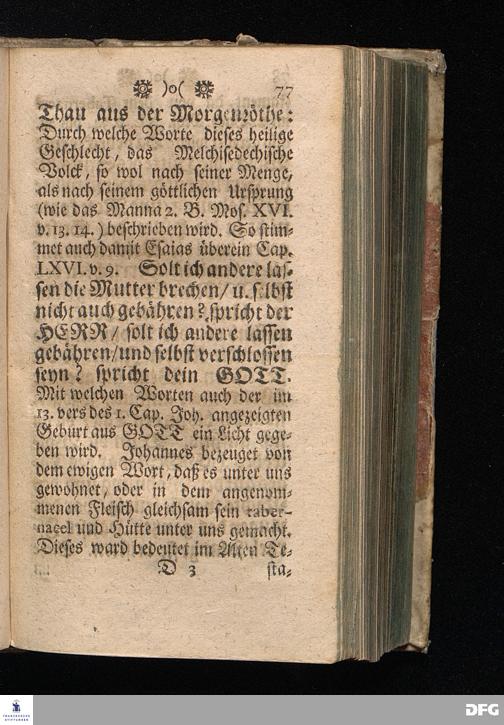 )o( 77
Thau aus der Morgenröthe:
Durch welche Worte dieses heilige
Geschlecht, das Melchisedechische
Volck, so wol nach seiner Menge,
als nach seinem göttlichen Ursprung
(wie das Manna 2. B. Mos. XVI.
v. 13. 14.) beschrieben wird. So stim-
met auch damit Esaias überein Cap.
LXVI. v. 9. Solt ich andere las-
sen die Mutter brechen/ u. selbst
nicht auch gebähren? spricht der
HERR/ solt ich andere lassen
gebähren/und selbst verschlossen
seyn? spricht dein GOTT.
Mit welchen Worten auch der im
13. vers des 1. Cap. Joh. angezeigten
Geburt aus GOTT ein Licht gege-
ben wird. Johannes bezeuget von
dem ewigen Wort, daß es unter uns
gewohnet, oder in dem angenom-
menen Fleisch gleichsam sein taber-
nacel und Hütte unter uns gemacht.
Dieses ward bedeutet im Alten Te-
D 3 sta-
FRANCKESCHE
STIFTUNGEN
DFG